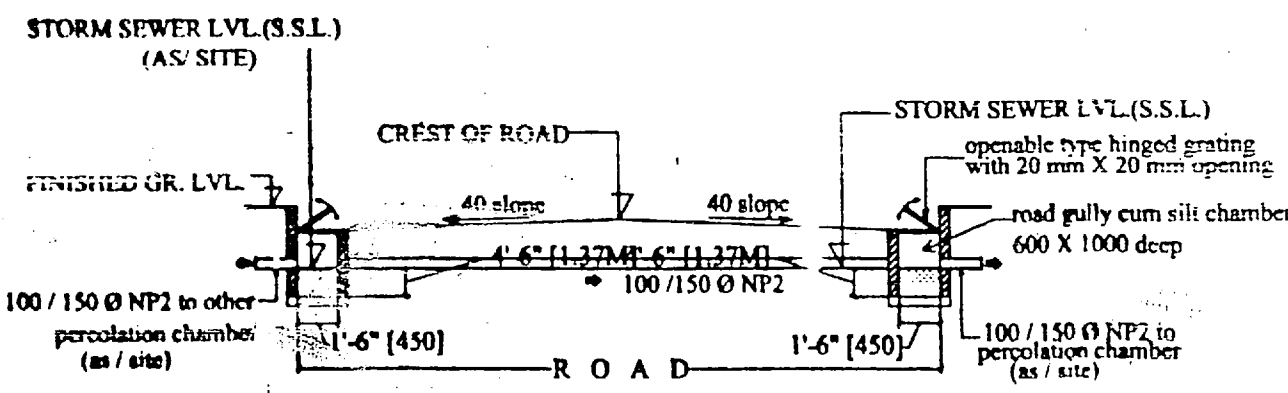 STORM SEWER LVL.(S.S.L.)
(AS/ SITE)
STORM SEWER LVL.(S.S.L.)
CREST OF ROAD
openable type hinged grating
with 20 mm X 20 mm opening
FINISHED GR. LVL.
40 slope
40 slope
road gully cum silt chamber
600 X 1000 deep
4'-6" [1.37M]
4'-6" [1.37M]
100 /150 Ø NP2
100 / 150 Ø NP2 to other
percolation chamber
(as / site)
1'-6" [450]
1'-6" [450]
100 / 150 Ø NP2 to
percolation chamber
(as / site)
R O A D